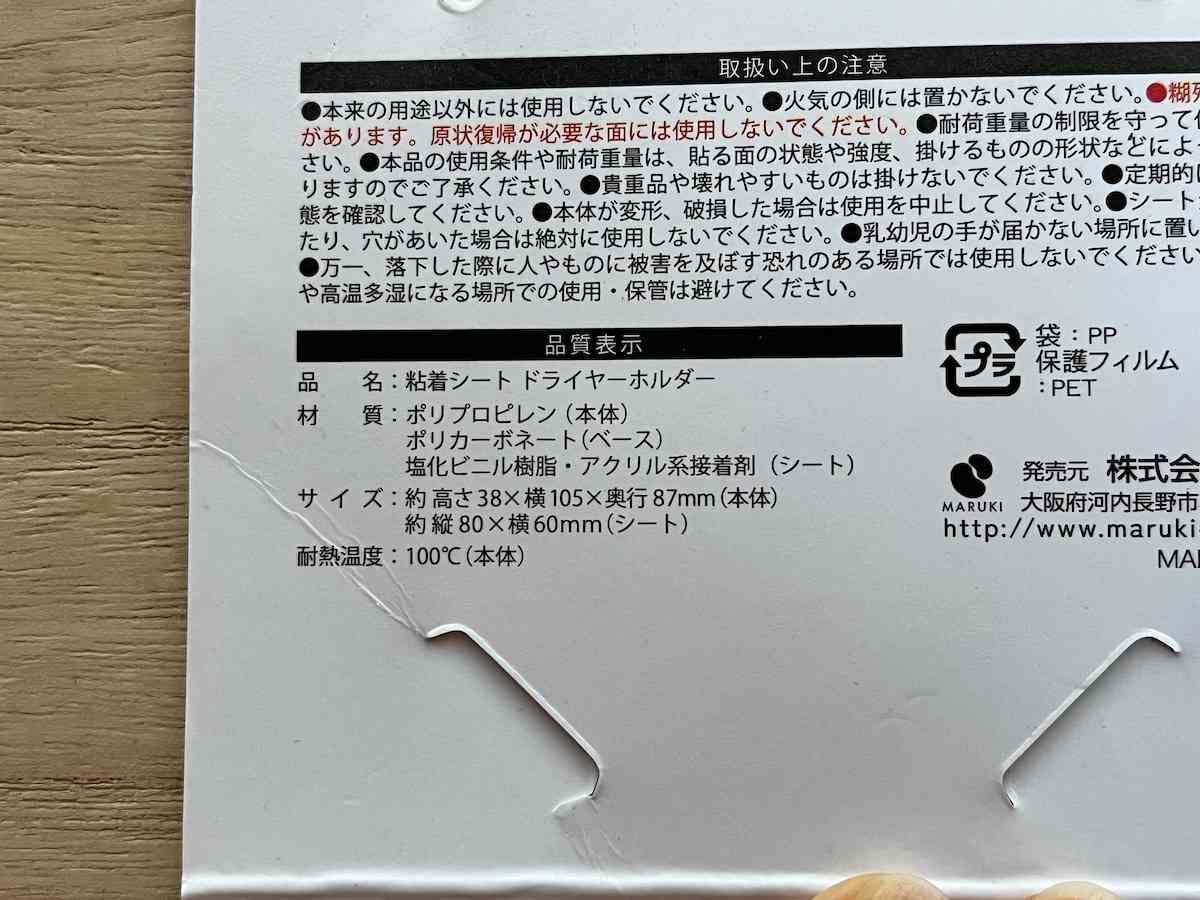 取扱い上の注意
●本来の用途以外には使用しないでください。●火気の側には置かないでください。●糊
があります。原状復帰が必要な面には使用しないでください。●耐荷重量の制限を守って
さい。●本品の使用条件や耐荷重量は、貼る面の状態や強度、掛けるものの形状などによ
りますのでご了承ください。●貴重品や壊れやすいものは掛けないでください。●定期的
態を確認してください。●本体が変形、破損した場合は使用を中止してください。●シート
たり、穴があいた場合は絶対に使用しないでください。●乳幼児の手が届かない場所に置い
●万一、落下した際に人やものに被害を及ぼす恐れのある場所では使用しないでください
や高温多湿になる場所での使用・保管は避けてください。
品質表示
品 名：粘着シート ドライヤーホルダー
材 質：ポリプロピレン（本体）
ポリカーボネート（ベース）
塩化ビニル樹脂・アクリル系接着剤（シート）
サイズ：約 高さ38×横105×奥行87mm（本体）
約 縦80×横60mm（シート）
耐熱温度：100℃（本体）
プラ
袋：PP
保護フィルム
：PET
MARUKI
発売元 株式会
大阪府河内長野市
http://www.maruki
MA